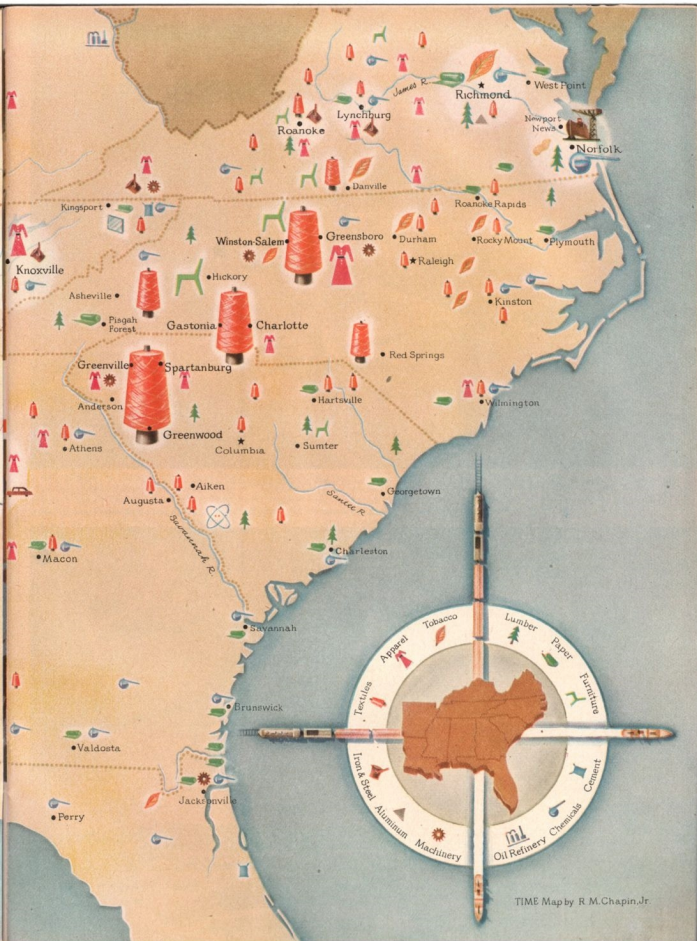 James R.
West Point
Richmond
Lynchburg
Newport
News
Roanoke
Norfolk
Danville
Kingsport
Roanoke Rapids
Winston-Salem
Greensboro
Durham
Rocky Mount
Plymouth
Raleigh
Knoxville
Hickory
Asheville
Kinston
Pisgah
Forest
Gastonia
Charlotte
Red Springs
Greenville
Spartanburg
Anderson
Hartsville
Wilmington
Greenwood
Athens
Columbia
Sumter
Aiken
Augusta
Santee R.
Georgetown
Savannah R.
Charleston
Macon
Savannah
Brunswick
Valdosta
Jacksonville
Perry
Textiles
Apparel
Tobacco
Lumber
Paper
Furniture
Cement
Chemicals
Oil Refinery
Machinery
Aluminum
Iron & Steel
TIME Map by R. M. Chapin, Jr.